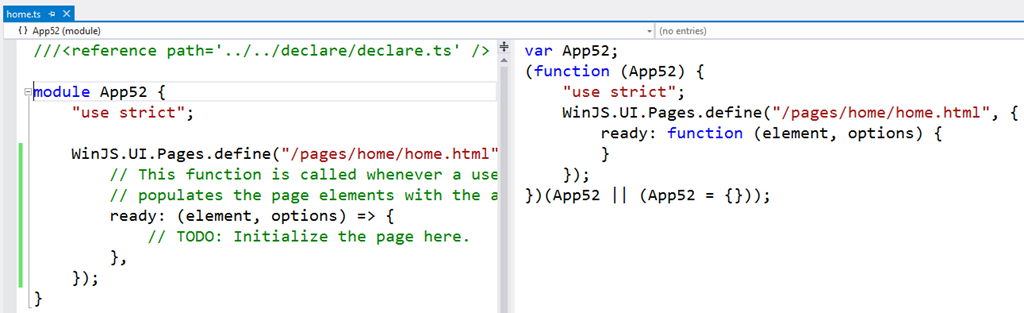 home.ts
{} App52 (module)
(no entries)
///<reference path='../../declare/declare.ts' />
module App52 {
"use strict";
WinJS.UI.Pages.define("/pages/home/home.html"
// This function is called whenever a use
// populates the page elements with the a
ready: (element, options) => {
// TODO: Initialize the page here.
},
});
}
var App52;
(function (App52) {
"use strict";
WinJS.UI.Pages.define("/pages/home/home.html", {
ready: function (element, options) {
}
});
})(App52 || (App52 = {}));